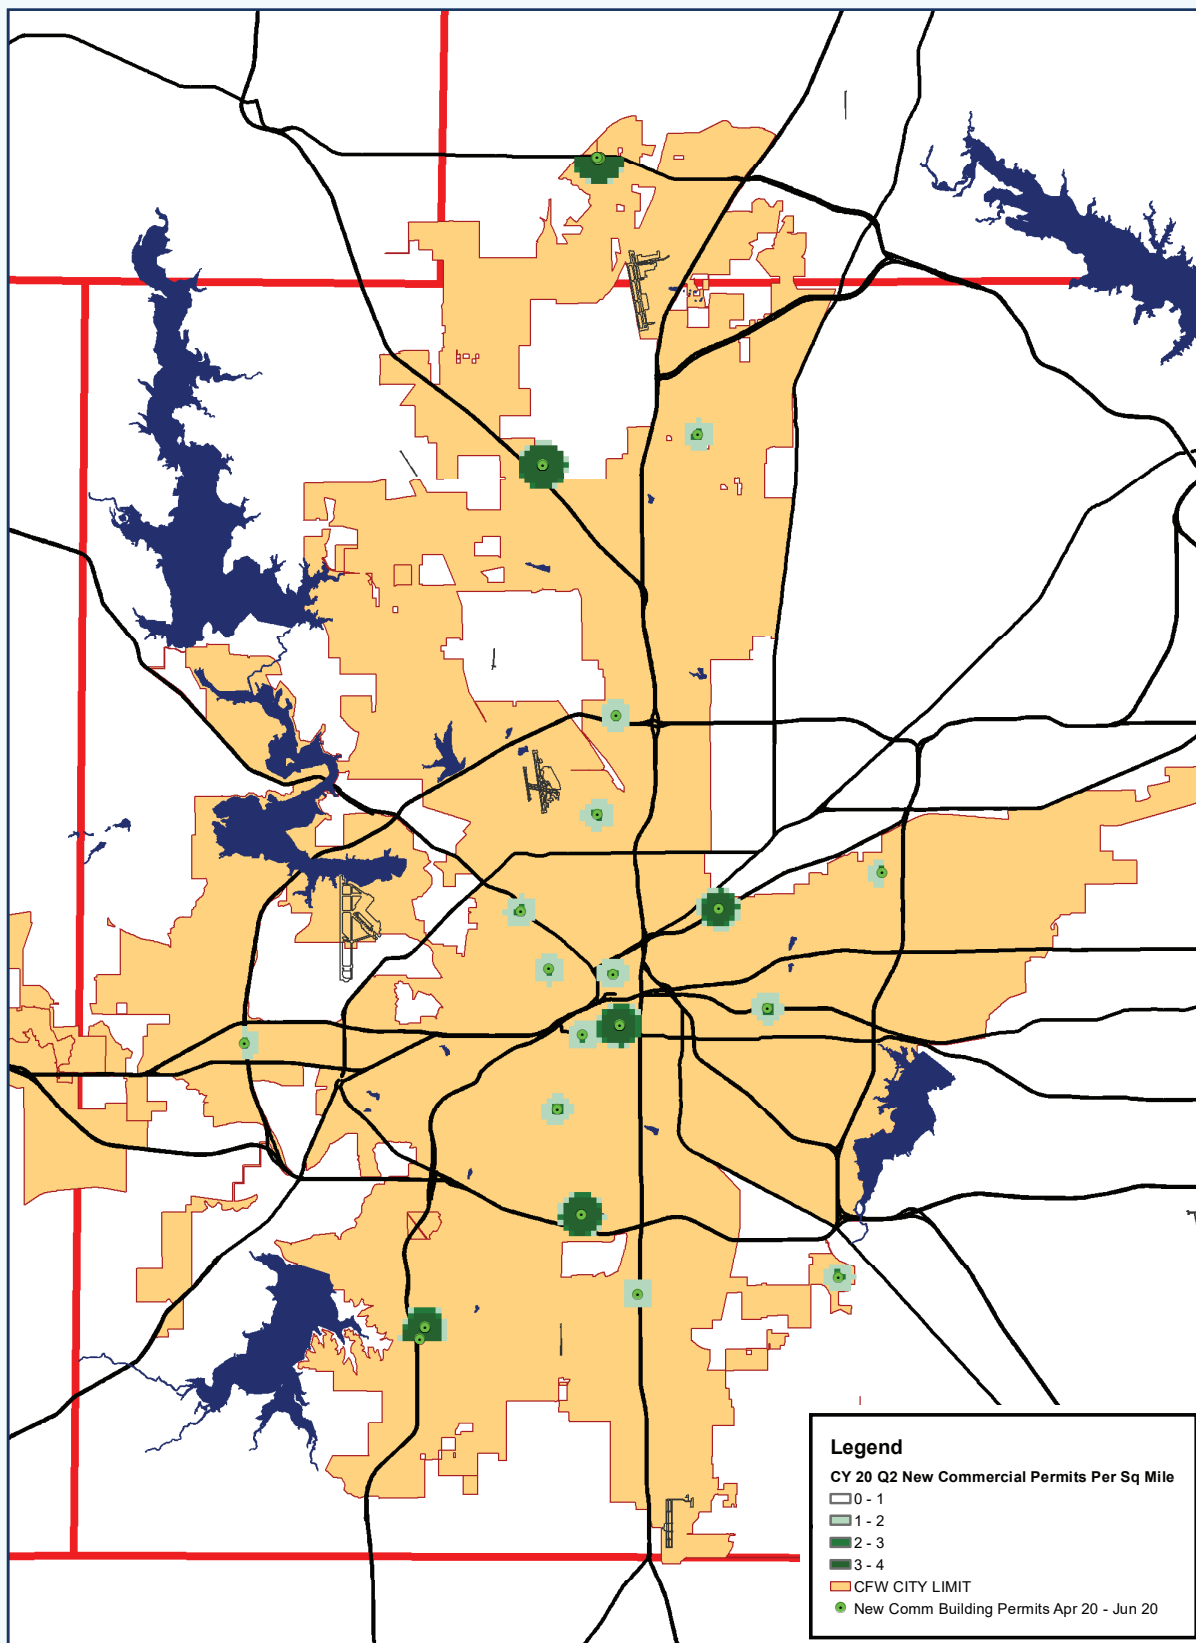 Legend
CY 20 Q2 New Commercial Permits Per Sq Mile
0 - 1
1 - 2
2 - 3
3 - 4
CFW CITY LIMIT
New Comm Building Permits Apr 20 - Jun 20